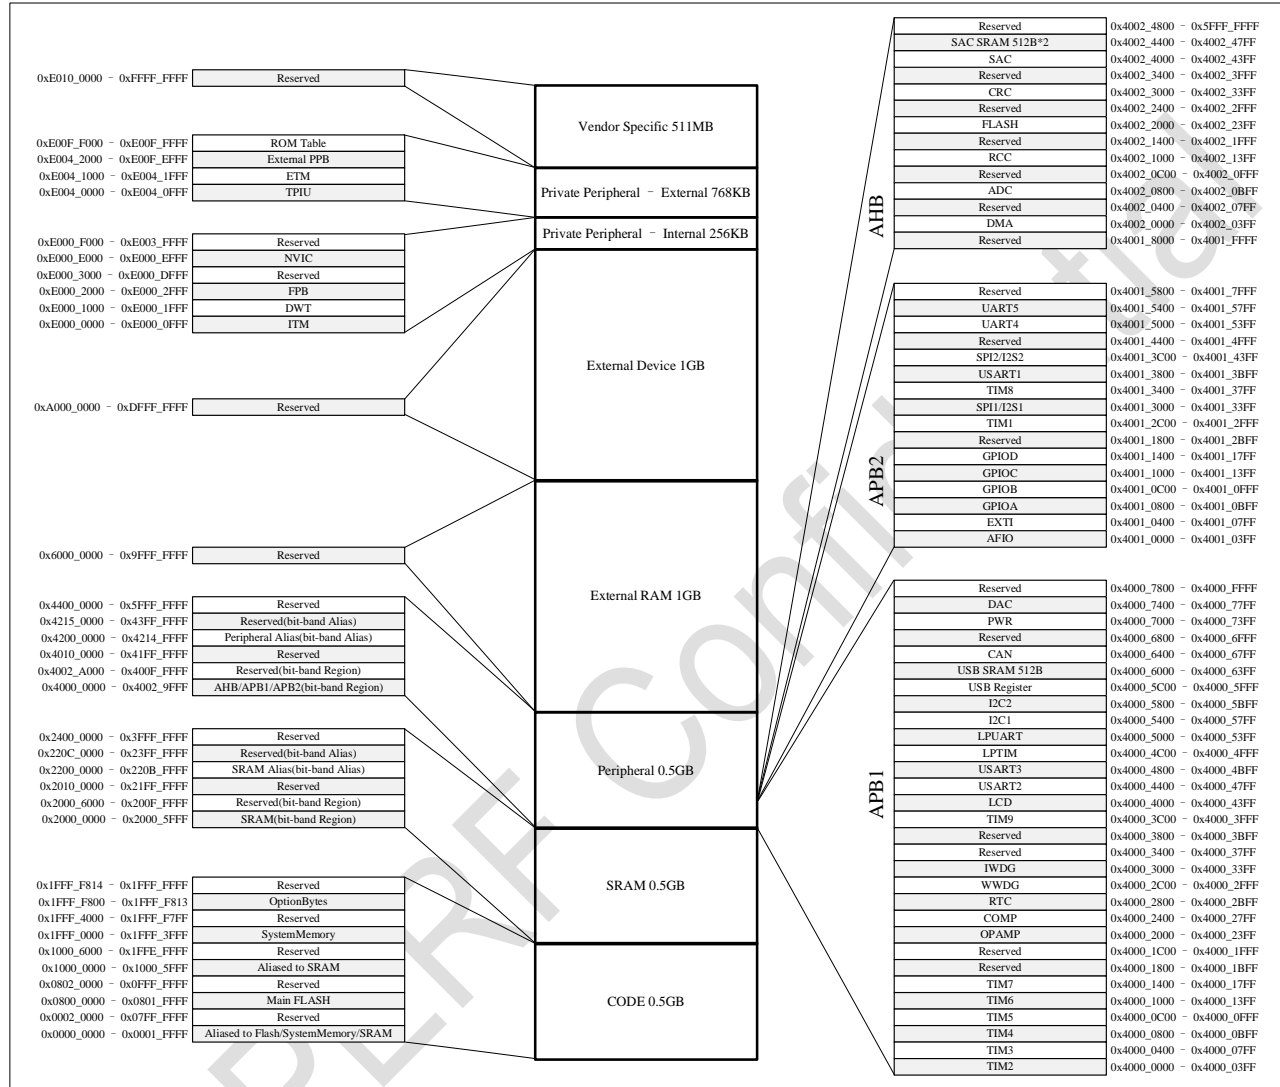 0xE010_0000 - 0xFFFF_FFFF Reserved
0xE00F_F000 - 0xE00F_FFFF ROM Table
0xE004_2000 - 0xE00F_EFFF External PPB
0xE004_1000 - 0xE004_1FFF ETM
0xE004_0000 - 0xE004_0FFF TPIU
0xE000_F000 - 0xE003_FFFF Reserved
0xE000_E000 - 0xE000_EFFF NVIC
0xE000_3000 - 0xE000_DFFF Reserved
0xE000_2000 - 0xE000_2FFF FPB
0xE000_1000 - 0xE000_1FFF DWT
0xE000_0000 - 0xE000_0FFF ITM
0xA000_0000 - 0xDFFF_FFFF Reserved
0x6000_0000 - 0x9FFF_FFFF Reserved
0x4400_0000 - 0x5FFF_FFFF Reserved
0x4215_0000 - 0x43FF_FFFF Reserved(bit-band Alias)
0x4200_0000 - 0x4214_FFFF Peripheral Alias(bit-band Alias)
0x4010_0000 - 0x41FF_FFFF Reserved
0x4002_A000 - 0x400F_FFFF Reserved(bit-band Region)
0x4000_0000 - 0x4002_9FFF AHB/APB1/APB2(bit-band Region)
0x2400_0000 - 0x3FFF_FFFF Reserved
0x220C_0000 - 0x23FF_FFFF Reserved(bit-band Alias)
0x2200_0000 - 0x220B_FFFF SRAM Alias(bit-band Alias)
0x2010_0000 - 0x21FF_FFFF Reserved
0x2000_6000 - 0x200F_FFFF Reserved(bit-band Region)
0x2000_0000 - 0x2000_5FFF SRAM(bit-band Region)
0x1FFF_F814 - 0x1FFF_FFFF Reserved
0x1FFF_F800 - 0x1FFF_F813 OptionBytes
0x1FFF_4000 - 0x1FFF_F7FF Reserved
0x1FFF_0000 - 0x1FFF_3FFF SystemMemory
0x1000_6000 - 0x1FFE_FFFF Reserved
0x1000_0000 - 0x1000_5FFF Aliased to SRAM
0x0802_0000 - 0x0FFF_FFFF Reserved
0x0800_0000 - 0x0801_FFFF Main FLASH
0x0002_0000 - 0x07FF_FFFF Reserved
0x0000_0000 - 0x0001_FFFF Aliased to Flash/SystemMemory/SRAM
Vendor Specific 511MB
Private Peripheral - External 768KB
Private Peripheral - Internal 256KB
External Device 1GB
External RAM 1GB
Peripheral 0.5GB
SRAM 0.5GB
CODE 0.5GB
AHB
Reserved 0x4002_4800 - 0x5FFF_FFFF
SAC SRAM 512B*2 0x4002_4400 - 0x4002_47FF
SAC 0x4002_4000 - 0x4002_43FF
Reserved 0x4002_3400 - 0x4002_3FFF
CRC 0x4002_3000 - 0x4002_33FF
Reserved 0x4002_2400 - 0x4002_2FFF
FLASH 0x4002_2000 - 0x4002_23FF
Reserved 0x4002_1400 - 0x4002_1FFF
RCC 0x4002_1000 - 0x4002_13FF
Reserved 0x4002_0C00 - 0x4002_0FFF
ADC 0x4002_0800 - 0x4002_0BFF
Reserved 0x4002_0400 - 0x4002_07FF
DMA 0x4002_0000 - 0x4002_03FF
Reserved 0x4001_8000 - 0x4001_FFFF
APB2
Reserved 0x4001_5800 - 0x4001_7FFF
UART5 0x4001_5400 - 0x4001_57FF
UART4 0x4001_5000 - 0x4001_53FF
Reserved 0x4001_4400 - 0x4001_4FFF
SPI2/I2S2 0x4001_3C00 - 0x4001_43FF
USART1 0x4001_3800 - 0x4001_3BFF
TIM8 0x4001_3400 - 0x4001_37FF
SPI1/I2S1 0x4001_3000 - 0x4001_33FF
TIM1 0x4001_2C00 - 0x4001_2FFF
Reserved 0x4001_1800 - 0x4001_2BFF
GPIOD 0x4001_1400 - 0x4001_17FF
GPIOC 0x4001_1000 - 0x4001_13FF
GPIOB 0x4001_0C00 - 0x4001_0FFF
GPIOA 0x4001_0800 - 0x4001_0BFF
EXTI 0x4001_0400 - 0x4001_07FF
AFIO 0x4001_0000 - 0x4001_03FF
APB1
Reserved 0x4000_7800 - 0x4000_FFFF
DAC 0x4000_7400 - 0x4000_77FF
PWR 0x4000_7000 - 0x4000_73FF
Reserved 0x4000_6800 - 0x4000_6FFF
CAN 0x4000_6400 - 0x4000_67FF
USB SRAM 512B 0x4000_6000 - 0x4000_63FF
USB Register 0x4000_5C00 - 0x4000_5FFF
I2C2 0x4000_5800 - 0x4000_5BFF
I2C1 0x4000_5400 - 0x4000_57FF
LPUART 0x4000_5000 - 0x4000_53FF
LPTIM 0x4000_4C00 - 0x4000_4FFF
USART3 0x4000_4800 - 0x4000_4BFF
USART2 0x4000_4400 - 0x4000_47FF
LCD 0x4000_4000 - 0x4000_43FF
TIM9 0x4000_3C00 - 0x4000_3FFF
Reserved 0x4000_3800 - 0x4000_3BFF
Reserved 0x4000_3400 - 0x4000_37FF
IWDG 0x4000_3000 - 0x4000_33FF
WWDG 0x4000_2C00 - 0x4000_2FFF
RTC 0x4000_2800 - 0x4000_2BFF
COMP 0x4000_2400 - 0x4000_27FF
OPAMP 0x4000_2000 - 0x4000_23FF
Reserved 0x4000_1C00 - 0x4000_1FFF
Reserved 0x4000_1800 - 0x4000_1BFF
TIM7 0x4000_1400 - 0x4000_17FF
TIM6 0x4000_1000 - 0x4000_13FF
TIM5 0x4000_0C00 - 0x4000_0FFF
TIM4 0x4000_0800 - 0x4000_0BFF
TIM3 0x4000_0400 - 0x4000_07FF
TIM2 0x4000_0000 - 0x4000_03FF